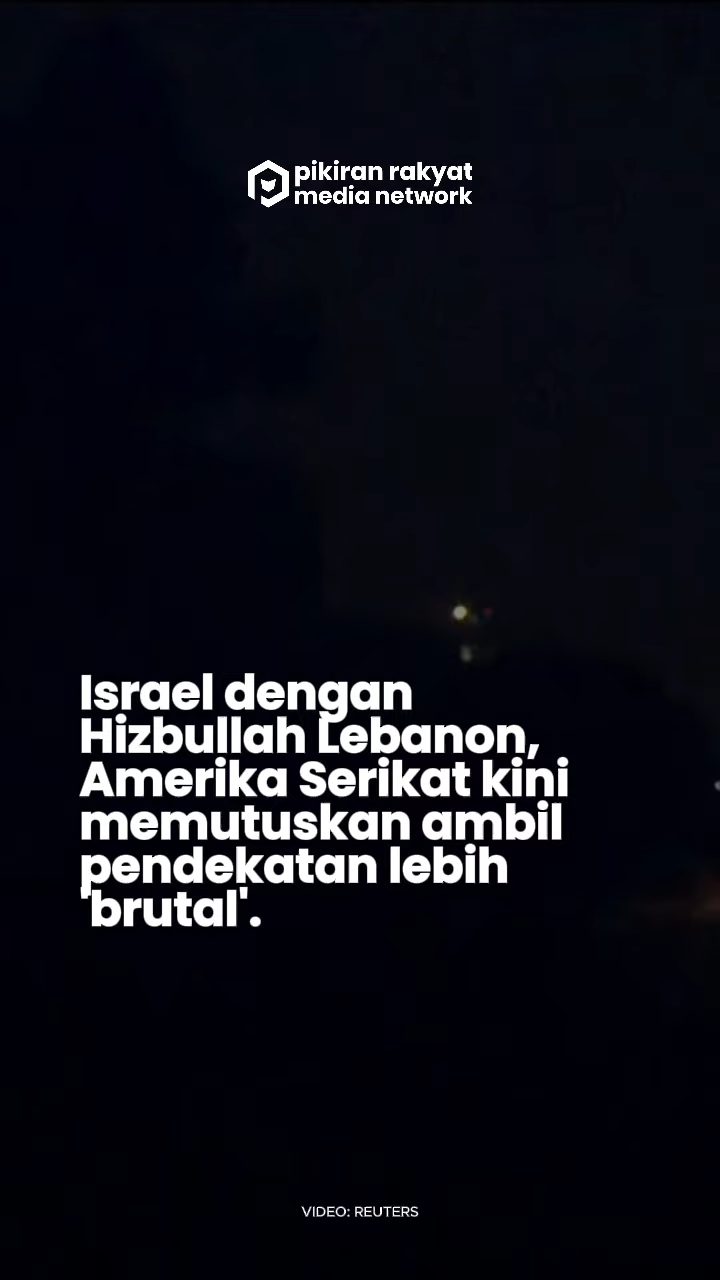 pikiran rakyat
media network
Israel dengan
Hizbullah Lebanon,
Amerika Serikat kini
memutuskan ambil
pendekatan lebih
'brutal'.
VIDEO: REUTERS